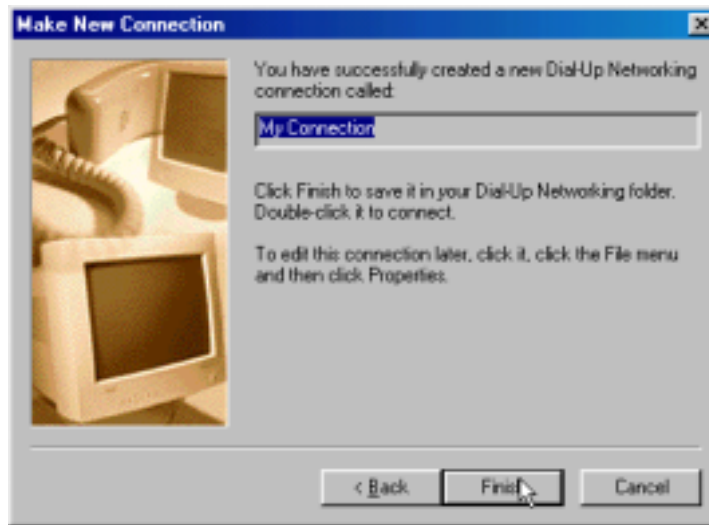 Make New Connection
You have successfully created a new Dial-Up Networking
connection called:
My Connection
Click Finish to save it in your Dial-Up Networking folder.
Double-click it to connect.
To edit this connection later, click it, click the File menu
and then click Properties.
< Back
Finish
Cancel